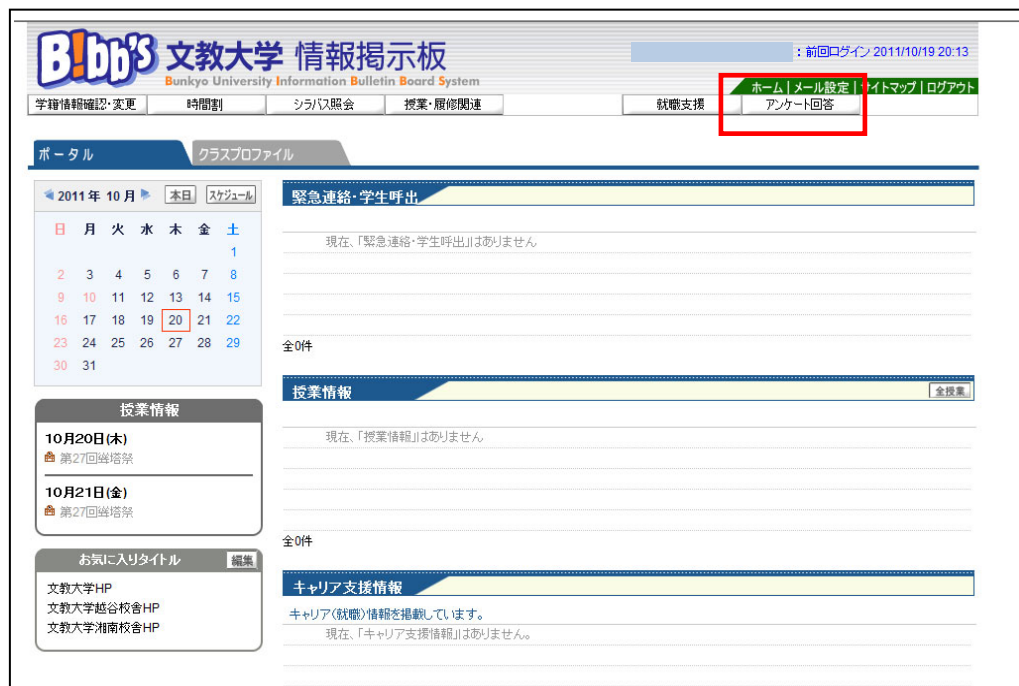 B!bb's 文教大学 情報掲示板
Bunkyo University Information Bulletin Board System
：前回ログイン 2011/10/19 20:13
ホーム | メール設定 | サイトマップ | ログアウト
学籍情報確認・変更 時間割 シラバス照会 授業・履修関連 就職支援 アンケート回答
ポータル クラスプロファイル
2011年 10月 本日 スケジュール
日 月 火 水 木 金 土
1
2 3 4 5 6 7 8
9 10 11 12 13 14 15
16 17 18 19 20 21 22
23 24 25 26 27 28 29
30 31
授業情報
10月20日(木)
第27回聳塔祭
10月21日(金)
第27回聳塔祭
お気に入りタイトル 編集
文教大学HP
文教大学越谷校舎HP
文教大学湘南校舎HP
緊急連絡・学生呼出
現在、「緊急連絡・学生呼出」はありません
全0件
授業情報 全授業
現在、「授業情報」はありません
全0件
キャリア支援情報
キャリア(就職)情報を掲載しています。
現在、「キャリア支援情報」はありません。